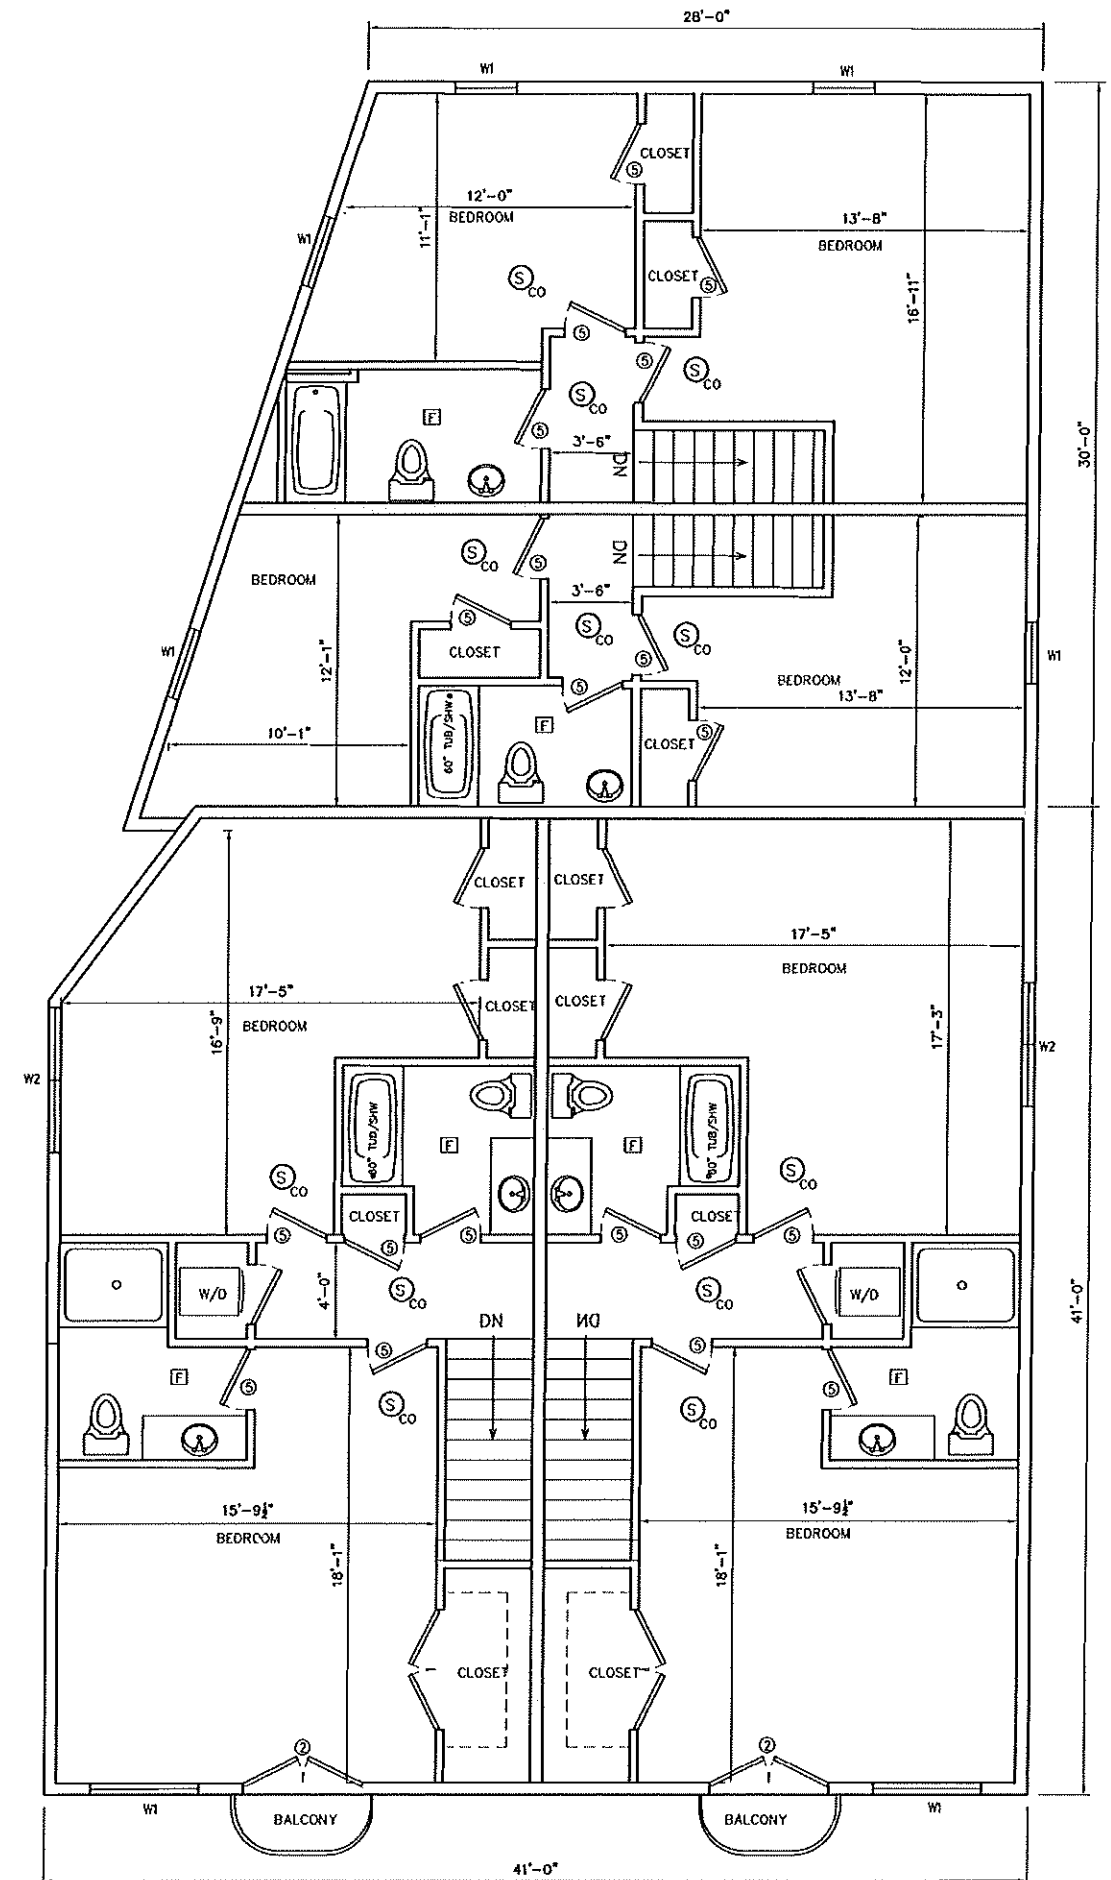 28'-0"
W1
W1
CLOSET
5
12'-0"
BEDROOM
11'-1"
13'-8"
BEDROOM
W1
CLOSET
5
S CO
16'-11"
5
5
S CO
S CO
F
5
3'-6"
DN
30'-0"
S CO
5
DN
BEDROOM
3'-6"
5
S CO
S CO
W1
CLOSET
5
W1
12'-1"
12'-0"
BEDROOM
5
13'-8"
60" TUB/SHW
F
5
10'-1"
CLOSET
CLOSET
CLOSET
17'-5"
BEDROOM
17'-5"
CLOSET
CLOSET
BEDROOM
16'-9"
17'-3"
W2
W2
60" TUB/SHW
60" TUB/SHW
F
F
S CO
S CO
CLOSET
CLOSET
5
5
5
5
5
5
W/D
4'-0"
S CO
S CO
W/D
41'-0"
DN
DN
5
5
F
5
S CO
S CO
5
F
15'-9½"
BEDROOM
15'-9½"
BEDROOM
18'-1"
18'-1"
CLOSET
CLOSET
2
2
W1
BALCONY
BALCONY
W1
41'-0"